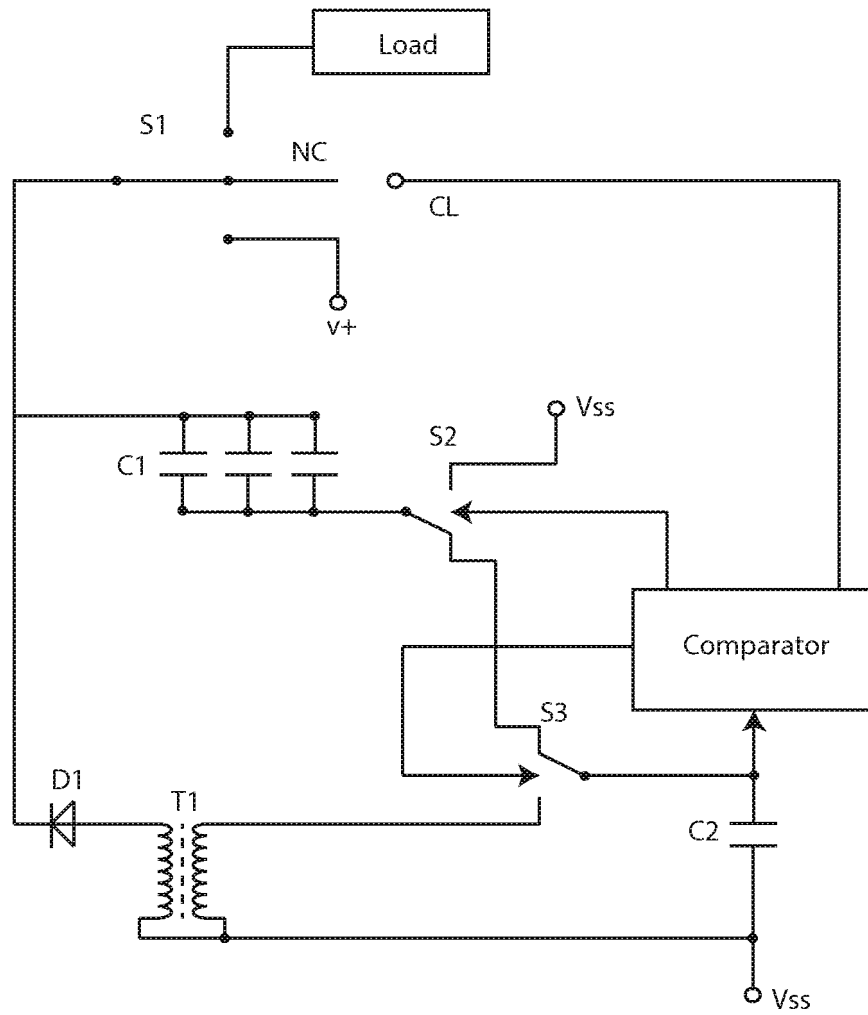 Load
S1
NC
CL
v+
Vss
S2
C1
Comparator
S3
D1
T1
C2
Vss